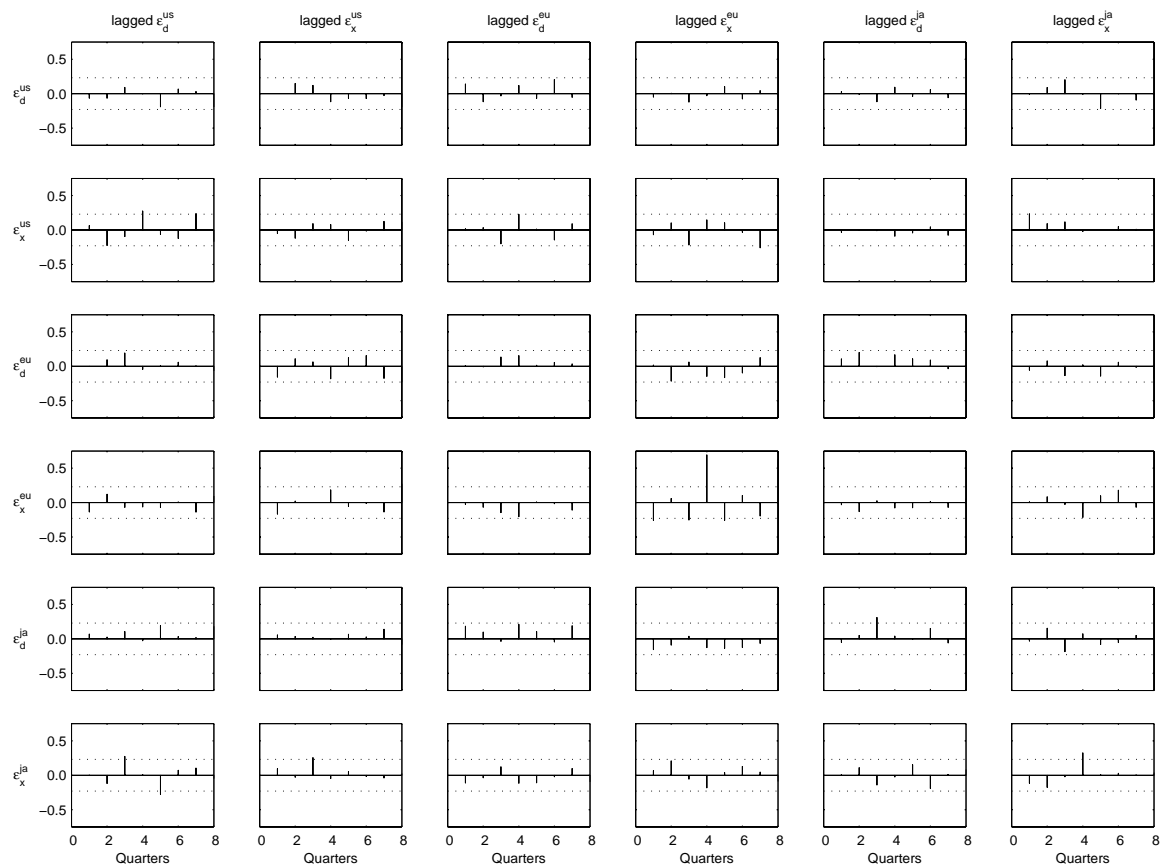 lagged ε_d^us lagged ε_x^us lagged ε_d^eu lagged ε_x^eu lagged ε_d^ja lagged ε_x^ja
0.5
ε_d^us 0.0
−0.5
0.5
ε_x^us 0.0
−0.5
0.5
ε_d^eu 0.0
−0.5
0.5
ε_x^eu 0.0
−0.5
0.5
ε_d^ja 0.0
−0.5
0.5
ε_x^ja 0.0
−0.5
0 2 4 6 8 0 2 4 6 8 0 2 4 6 8 0 2 4 6 8 0 2 4 6 8 0 2 4 6 8
Quarters Quarters Quarters Quarters Quarters Quarters